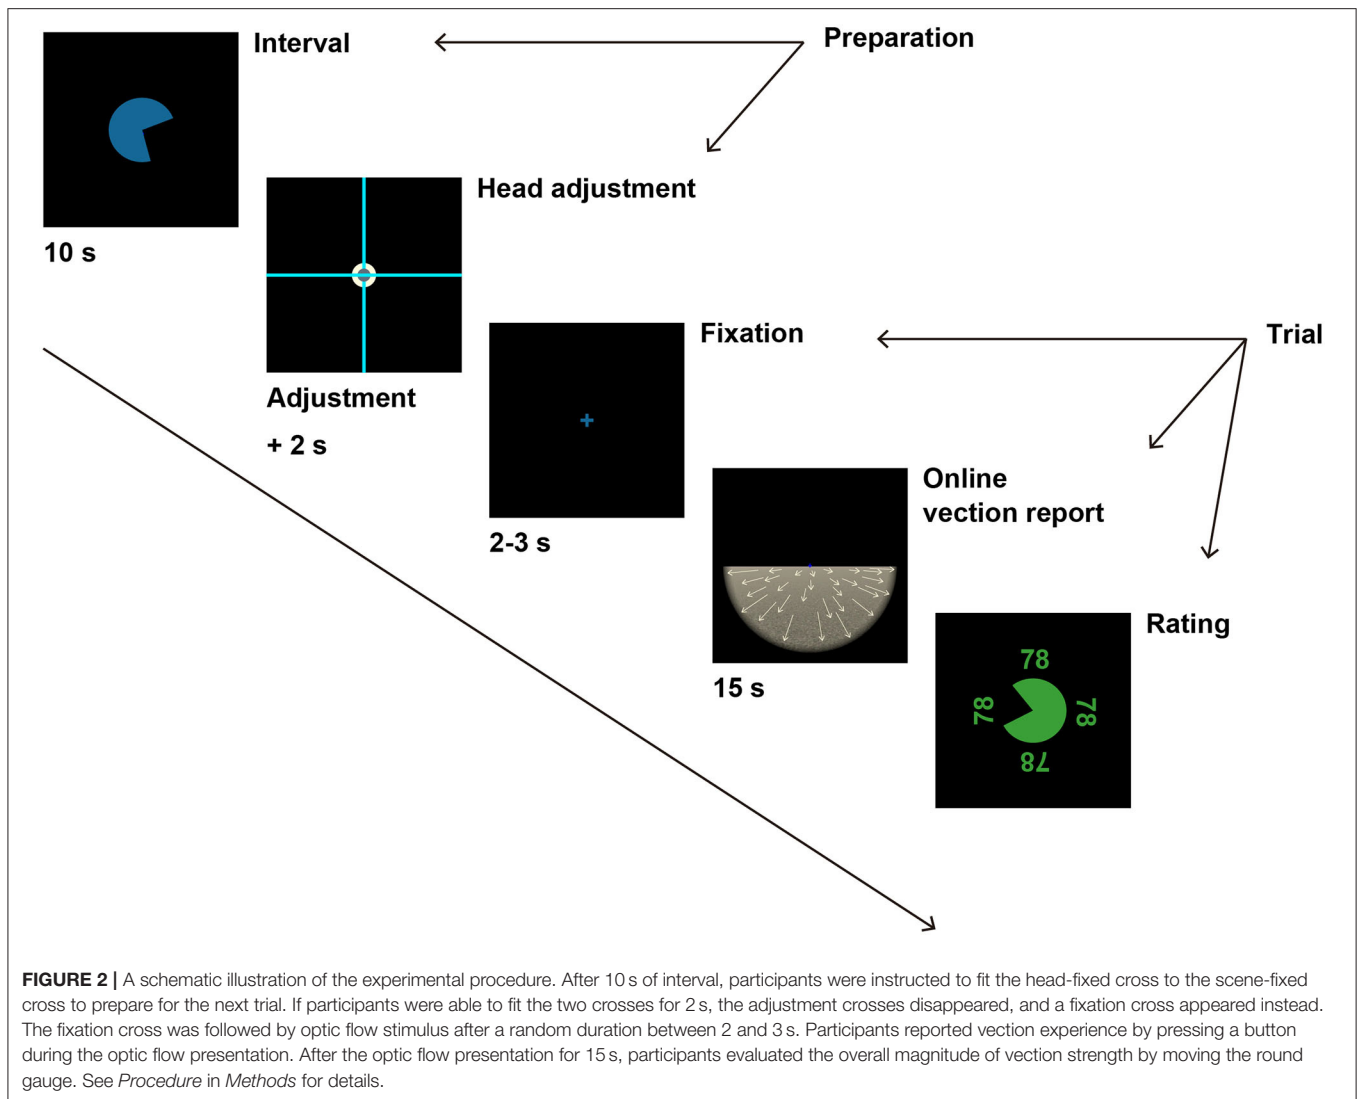 Interval
Preparation
10 s
Head adjustment
Adjustment
+ 2 s
Fixation
Trial
2-3 s
Online
vection report
15 s
Rating
78
78
78
78
FIGURE 2 | A schematic illustration of the experimental procedure. After 10 s of interval, participants were instructed to fit the head-fixed cross to the scene-fixed
cross to prepare for the next trial. If participants were able to fit the two crosses for 2 s, the adjustment crosses disappeared, and a fixation cross appeared instead.
The fixation cross was followed by optic flow stimulus after a random duration between 2 and 3 s. Participants reported vection experience by pressing a button
during the optic flow presentation. After the optic flow presentation for 15 s, participants evaluated the overall magnitude of vection strength by moving the round
gauge. See Procedure in Methods for details.